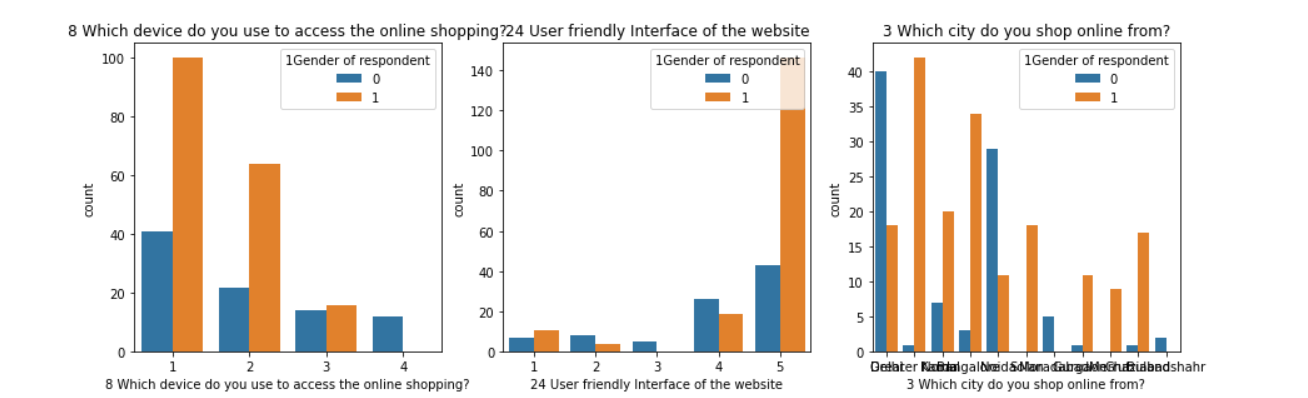 8 Which device do you use to access the online shopping?
100
80
60
40
20
0
count
1Gender of respondent
0
1
1 2 3 4
8 Which device do you use to access the online shopping?
24 User friendly Interface of the website
140
120
100
80
60
40
20
0
count
1Gender of respondent
0
1
1 2 3 4 5
24 User friendly Interface of the website
3 Which city do you shop online from?
40
35
30
25
20
15
10
5
0
count
1Gender of respondent
0
1
3 Which city do you shop online from?